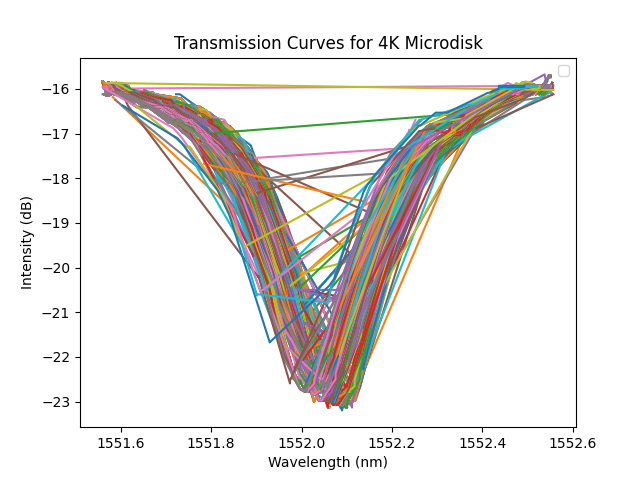 Transmission Curves for 4K Microdisk
Intensity (dB)
−16
−17
−18
−19
−20
−21
−22
−23
1551.6 1551.8 1552.0 1552.2 1552.4 1552.6
Wavelength (nm)